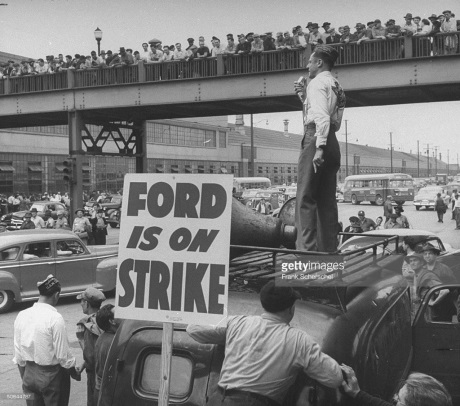 FORD
IS ON
STRIKE
gettyimages
Frank Scherschel